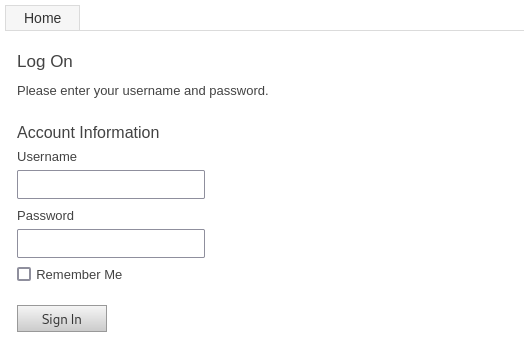 Home
Log On
Please enter your username and password.
Account Information
Username
Password
Remember Me
Sign In